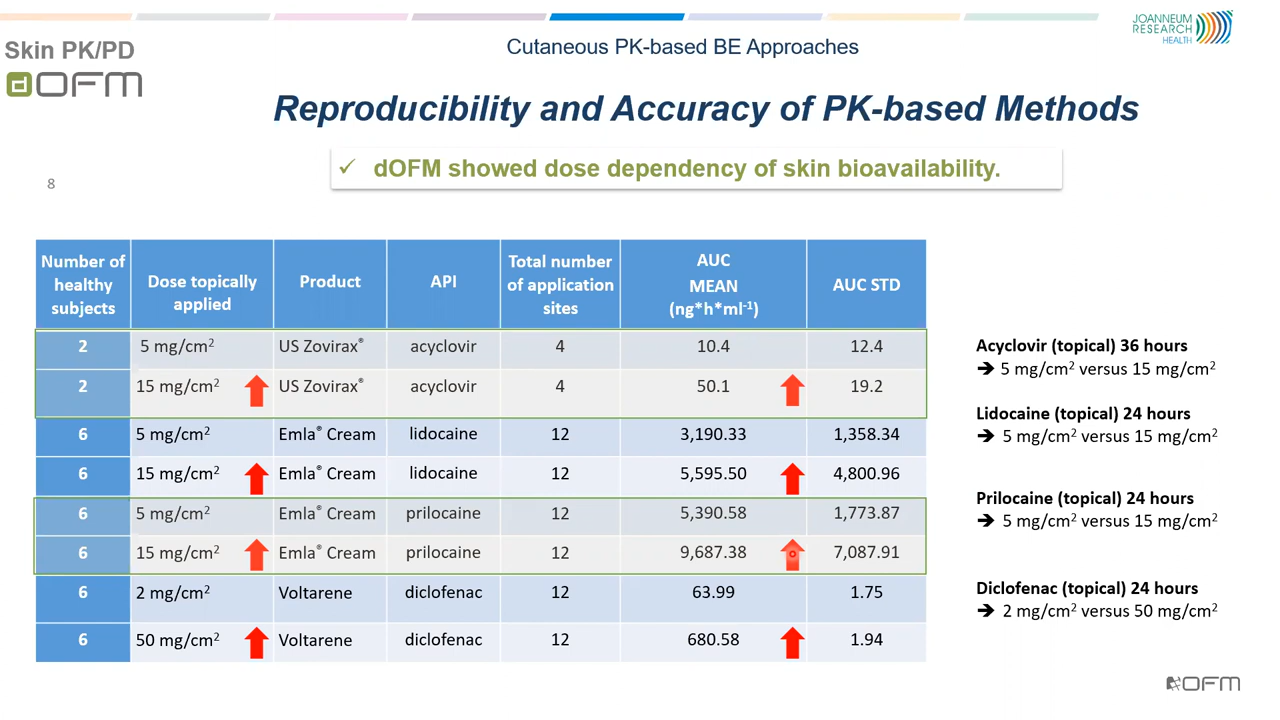 JOANNEUM
RESEARCH
HEALTH
Skin PK/PD
dOFM
Cutaneous PK-based BE Approaches
Reproducibility and Accuracy of PK-based Methods
✓ dOFM showed dose dependency of skin bioavailability.
8
Number of healthy subjects | Dose topically applied | Product | API | Total number of application sites | AUC MEAN (ng*h*ml⁻¹) | AUC STD
2 | 5 mg/cm² | US Zovirax® | acyclovir | 4 | 10.4 | 12.4
2 | 15 mg/cm² | US Zovirax® | acyclovir | 4 | 50.1 | 19.2
6 | 5 mg/cm² | Emla® Cream | lidocaine | 12 | 3,190.33 | 1,358.34
6 | 15 mg/cm² | Emla® Cream | lidocaine | 12 | 5,595.50 | 4,800.96
6 | 5 mg/cm² | Emla® Cream | prilocaine | 12 | 5,390.58 | 1,773.87
6 | 15 mg/cm² | Emla® Cream | prilocaine | 12 | 9,687.38 | 7,087.91
6 | 2 mg/cm² | Voltarene | diclofenac | 12 | 63.99 | 1.75
6 | 50 mg/cm² | Voltarene | diclofenac | 12 | 680.58 | 1.94
Acyclovir (topical) 36 hours
➔ 5 mg/cm² versus 15 mg/cm²
Lidocaine (topical) 24 hours
➔ 5 mg/cm² versus 15 mg/cm²
Prilocaine (topical) 24 hours
➔ 5 mg/cm² versus 15 mg/cm²
Diclofenac (topical) 24 hours
➔ 2 mg/cm² versus 50 mg/cm²
OFM